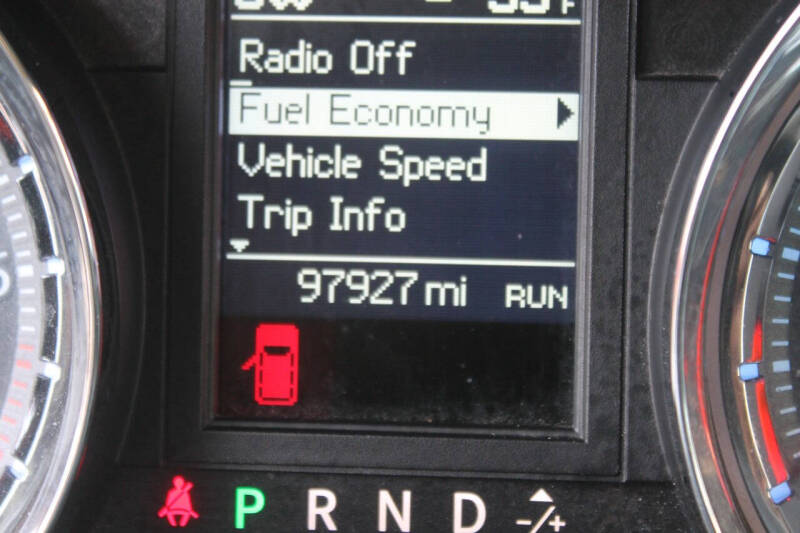 Radio Off
Fuel Economy
Vehicle Speed
Trip Info
97927 mi RUN
P R N D -/+